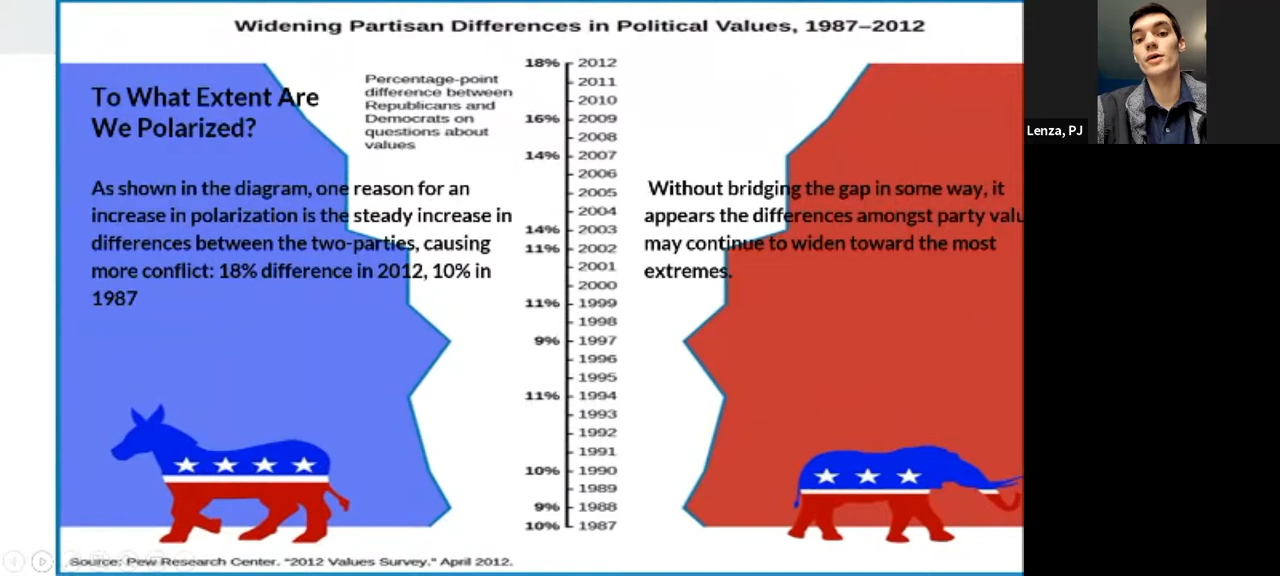 Widening Partisan Differences in Political Values, 1987–2012
To What Extent Are
We Polarized?
As shown in the diagram, one reason for an
increase in polarization is the steady increase in
differences between the two-parties, causing
more conflict: 18% difference in 2012, 10% in
1987
Percentage-point
difference between
Republicans and
Democrats on
questions about
values
18% 2012
2011
2010
16% 2009
2008
14% 2007
2006
2005
2004
14% 2003
11% 2002
2001
2000
11% 1999
1998
9% 1997
1996
1995
11% 1994
1993
1992
1991
10% 1990
1989
9% 1988
10% 1987
Without bridging the gap in some way, it
appears the differences amongst party valu
may continue to widen toward the most
extremes.
Source: Pew Research Center. "2012 Values Survey." April 2012.
Lenza, PJ